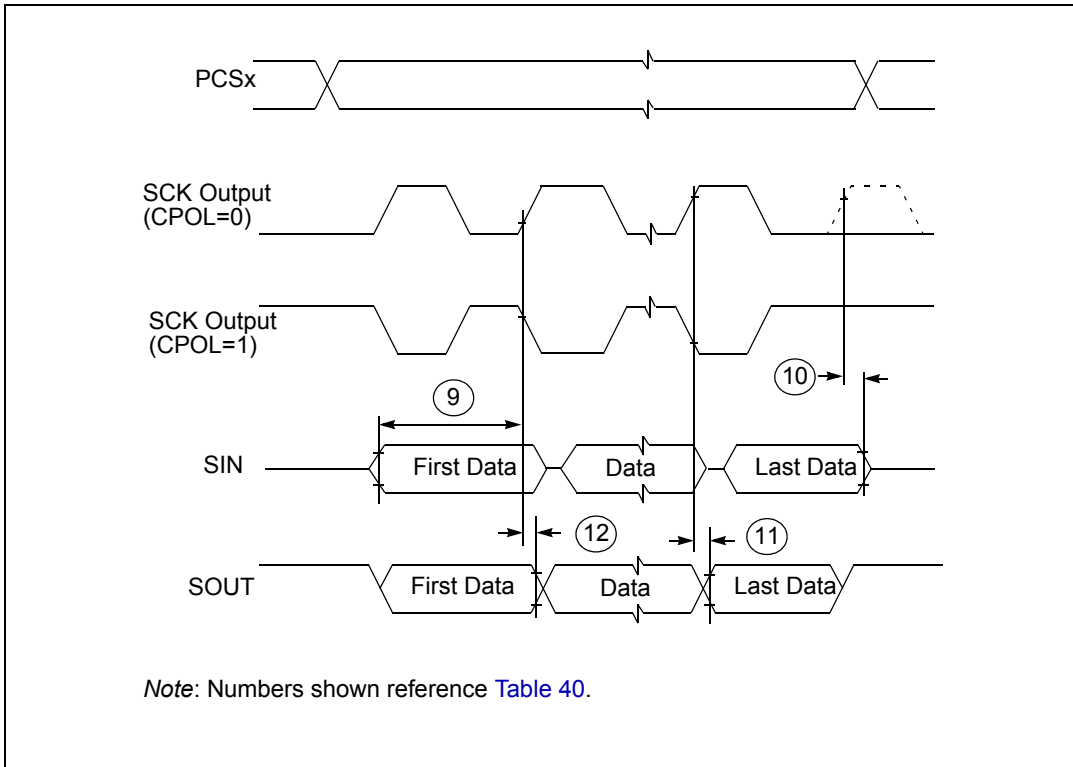 PCSx
SCK Output
(CPOL=0)
SCK Output
(CPOL=1)
10
9
SIN
First Data
Data
Last Data
12
11
SOUT
First Data
Data
Last Data
Note: Numbers shown reference Table 40.